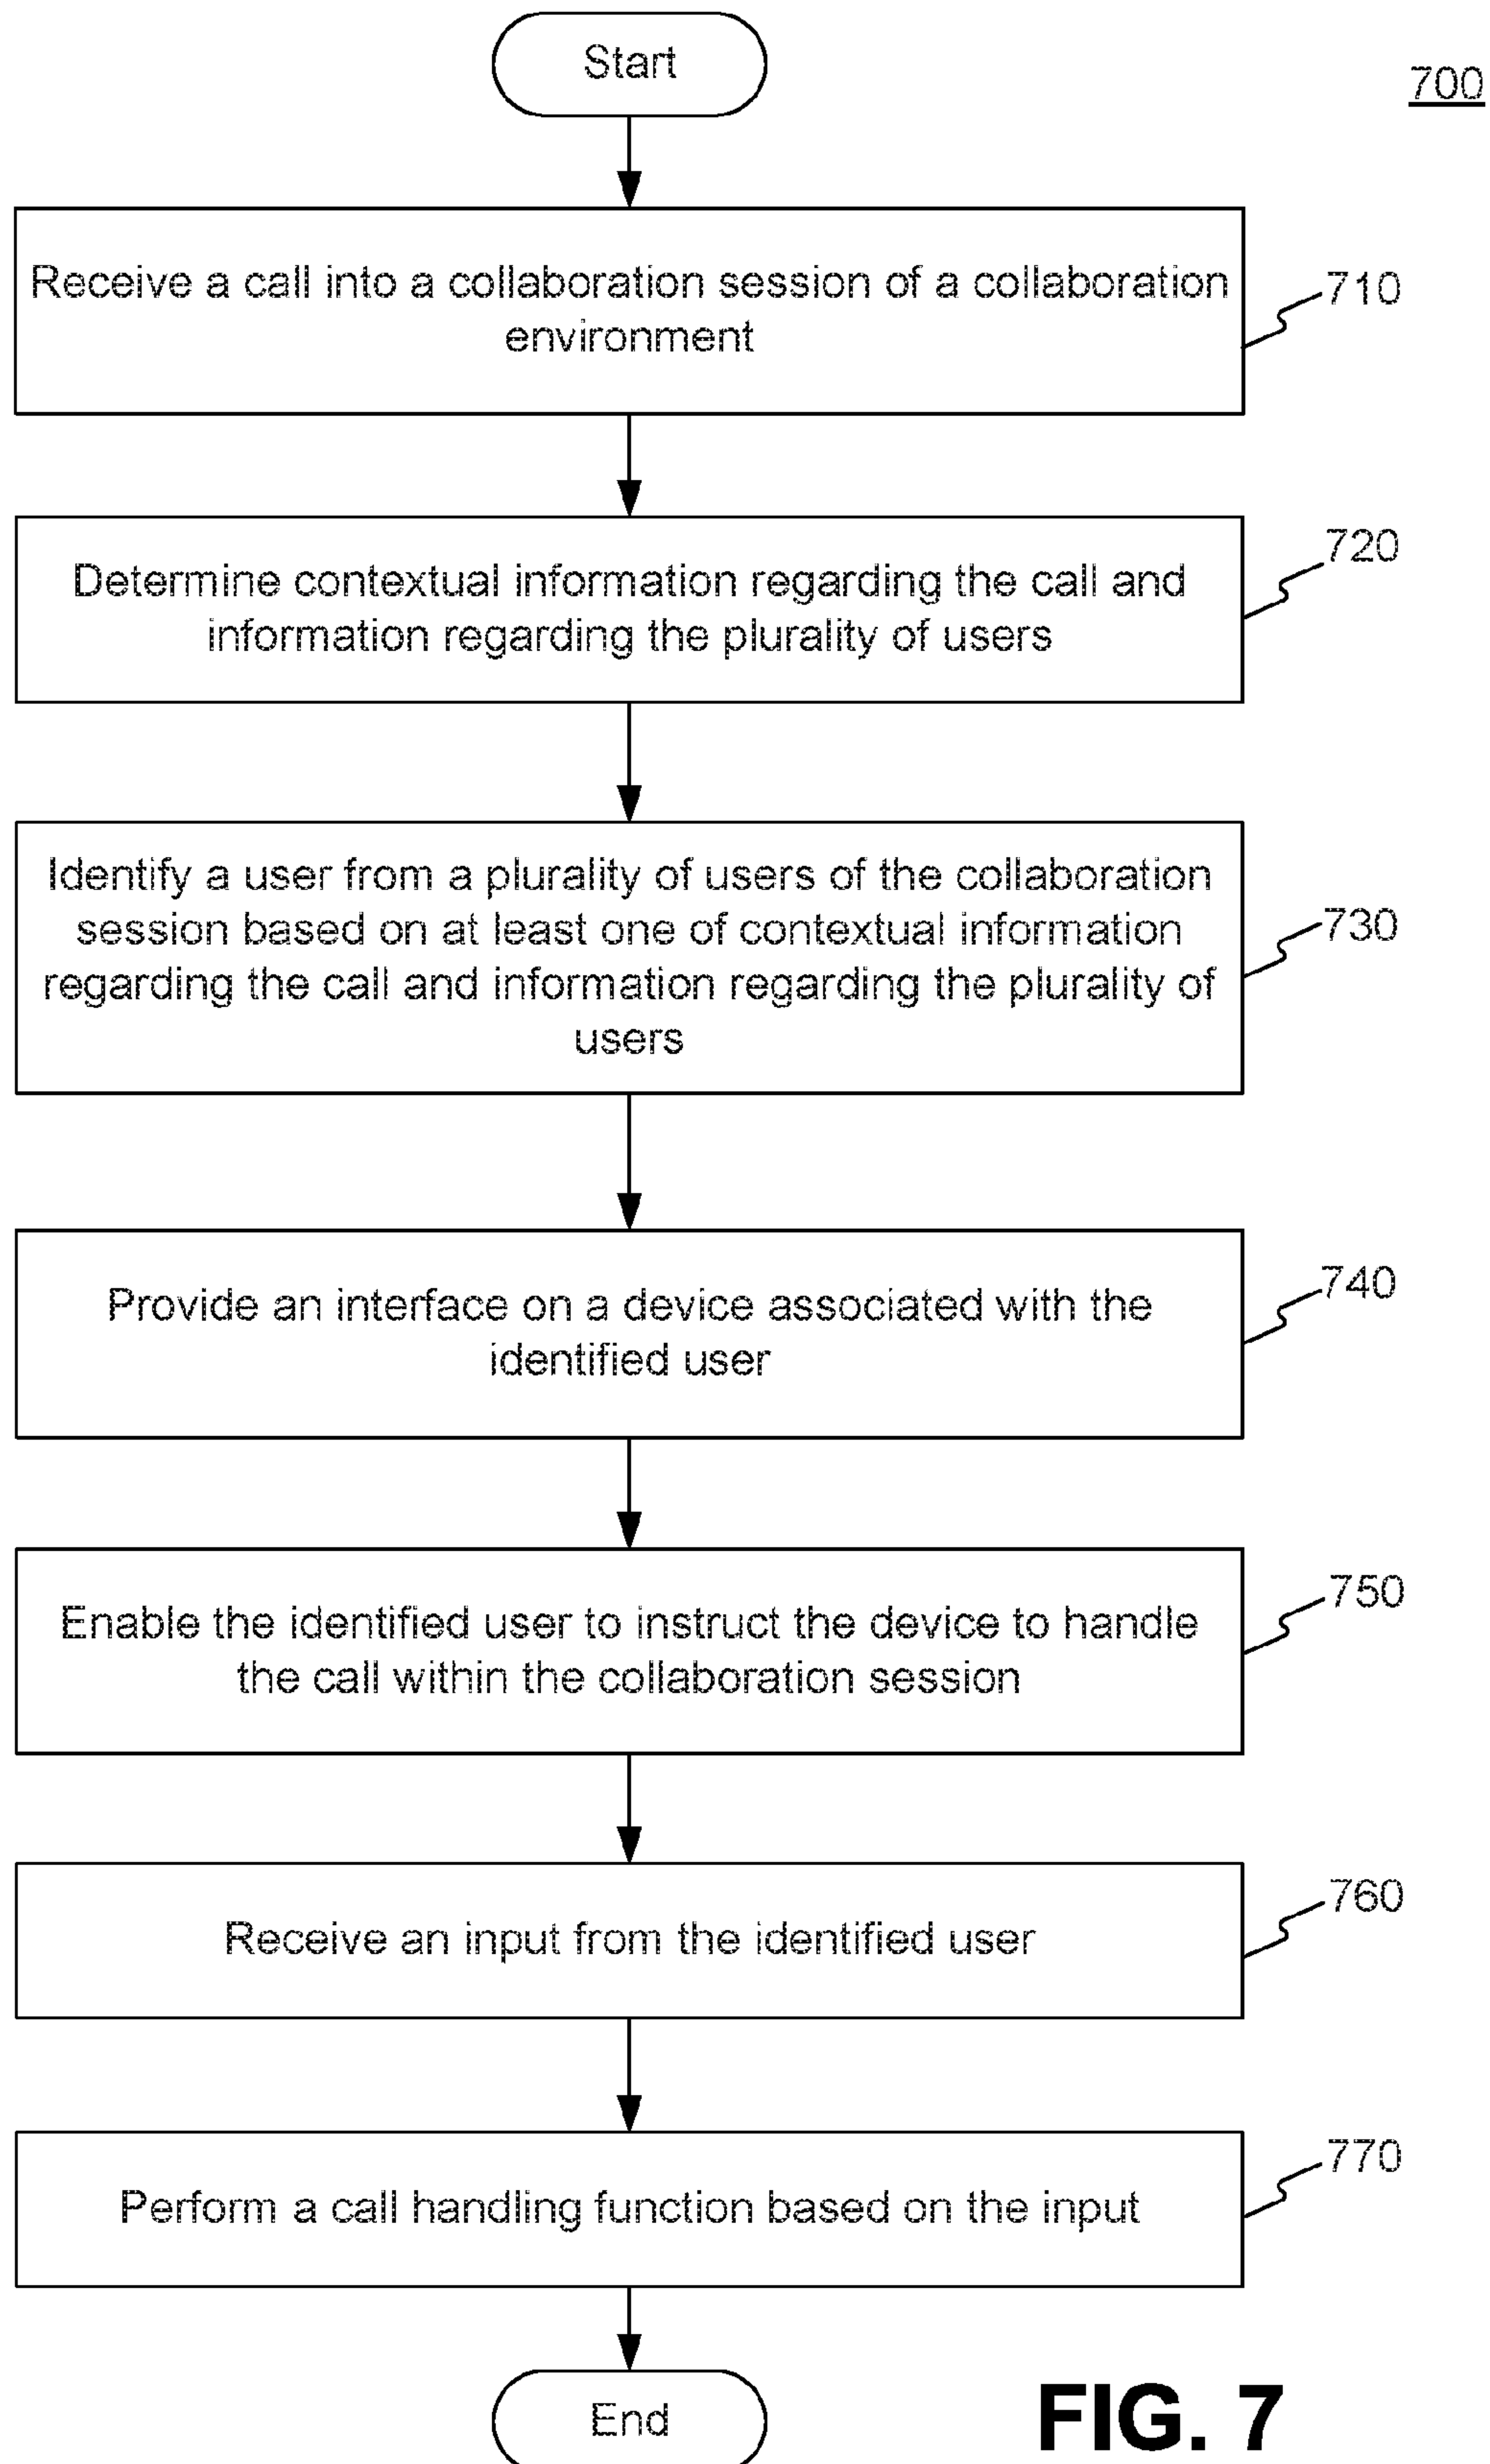 Start
700
Receive a call into a collaboration session of a collaboration
environment
710
Determine contextual information regarding the call and
information regarding the plurality of users
720
Identify a user from a plurality of users of the collaboration
session based on at least one of contextual information
regarding the call and information regarding the plurality of
users
730
Provide an interface on a device associated with the
identified user
740
Enable the identified user to instruct the device to handle
the call within the collaboration session
750
Receive an input from the identified user
760
Perform a call handling function based on the input
770
End
FIG. 7